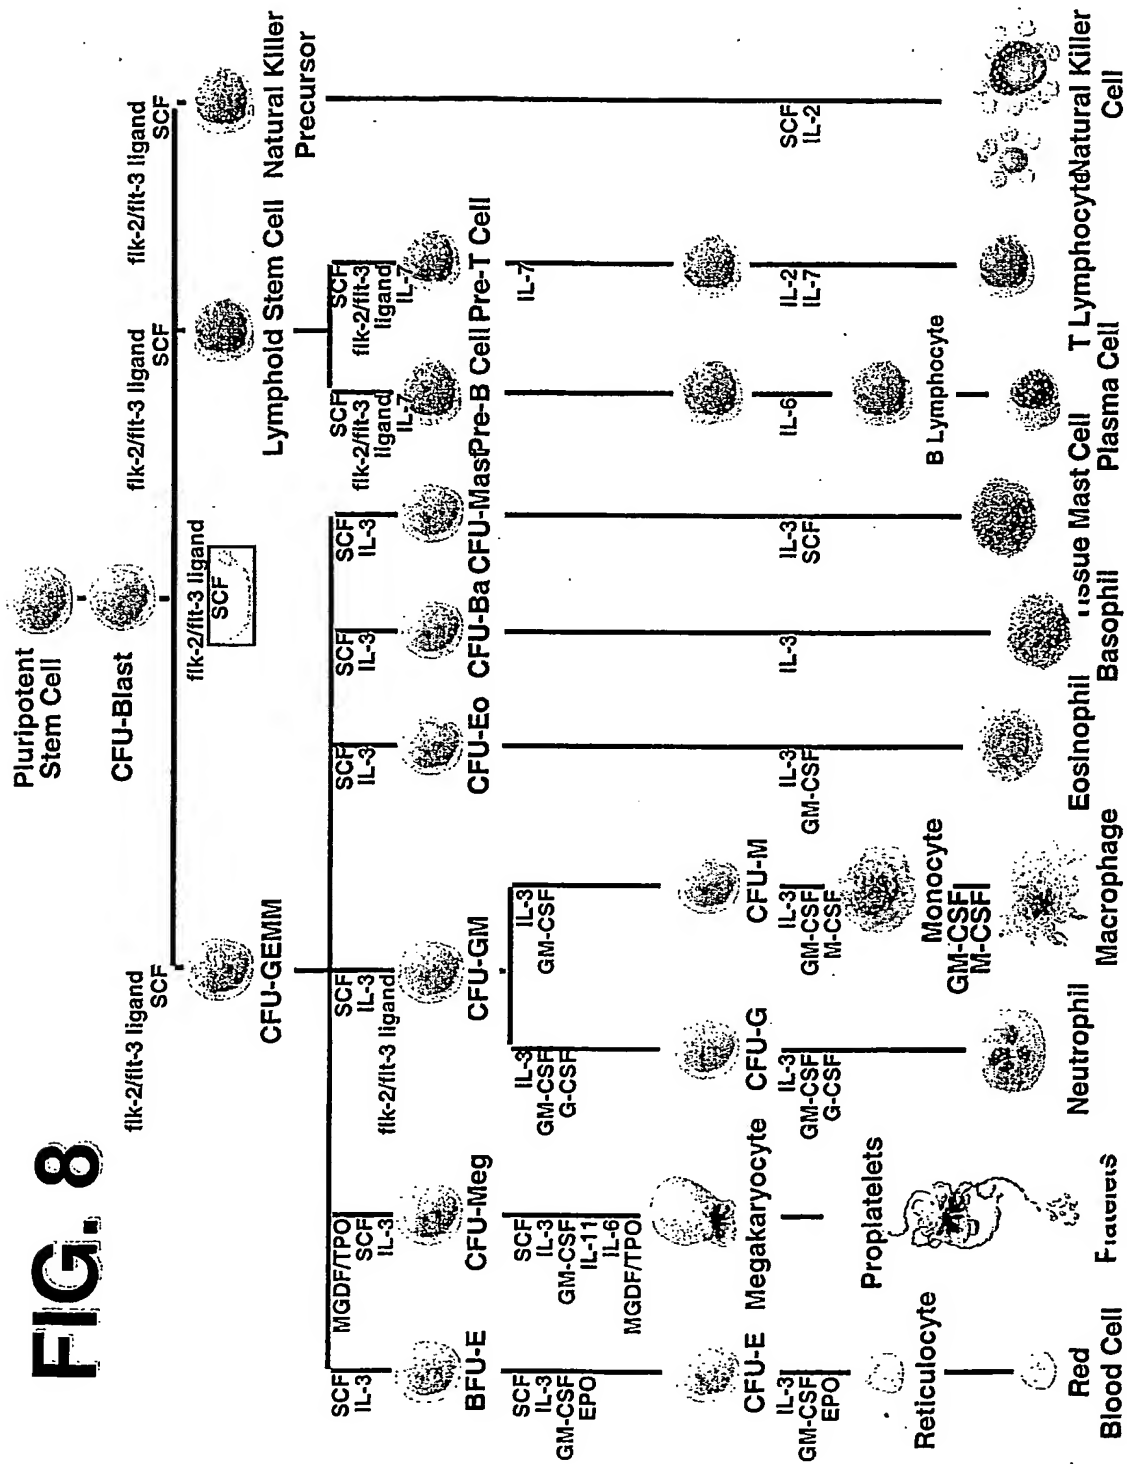 FIG. 8
Pluripotent
Stem Cell
CFU-Blast
flk-2/flt-3 ligand
SCF
flk-2/flt-3 ligand
SCF
flk-2/flt-3 ligand
SCF
flk-2/flt-3 ligand
SCF
CFU-GEMM
Lymphoid Stem Cell
Natural Killer
Precursor
SCF
IL-3
MGDF/TPO
SCF
IL-3
SCF
IL-3
flk-2/flt-3 ligand
SCF
IL-3
SCF
IL-3
SCF
IL-3
SCF
flk-2/flt-3
ligand
IL-7
SCF
flk-2/flt-3
ligand
IL-7
BFU-E
CFU-Meg
CFU-GM
CFU-Eo
CFU-Ba
CFU-Mast
Pre-B Cell
Pre-T Cell
SCF
IL-3
GM-CSF
EPO
SCF
IL-3
GM-CSF
IL-11
IL-6
MGDF/TPO
IL-3
GM-CSF
G-CSF
IL-3
GM-CSF
IL-7
CFU-E
Megakaryocyte
CFU-G
CFU-M
IL-3
GM-CSF
EPO
IL-3
GM-CSF
G-CSF
IL-3
GM-CSF
M-CSF
IL-3
GM-CSF
IL-3
IL-3
SCF
IL-6
IL-2
IL-7
SCF
IL-2
Reticulocyte
Proplatelets
Monocyte
GM-CSF
M-CSF
B Lymphocyte
Red
Blood Cell
Platelets
Neutrophil
Macrophage
Eosinophil
Basophil
Tissue Mast Cell
Plasma Cell
T Lymphocyte
Natural Killer
Cell